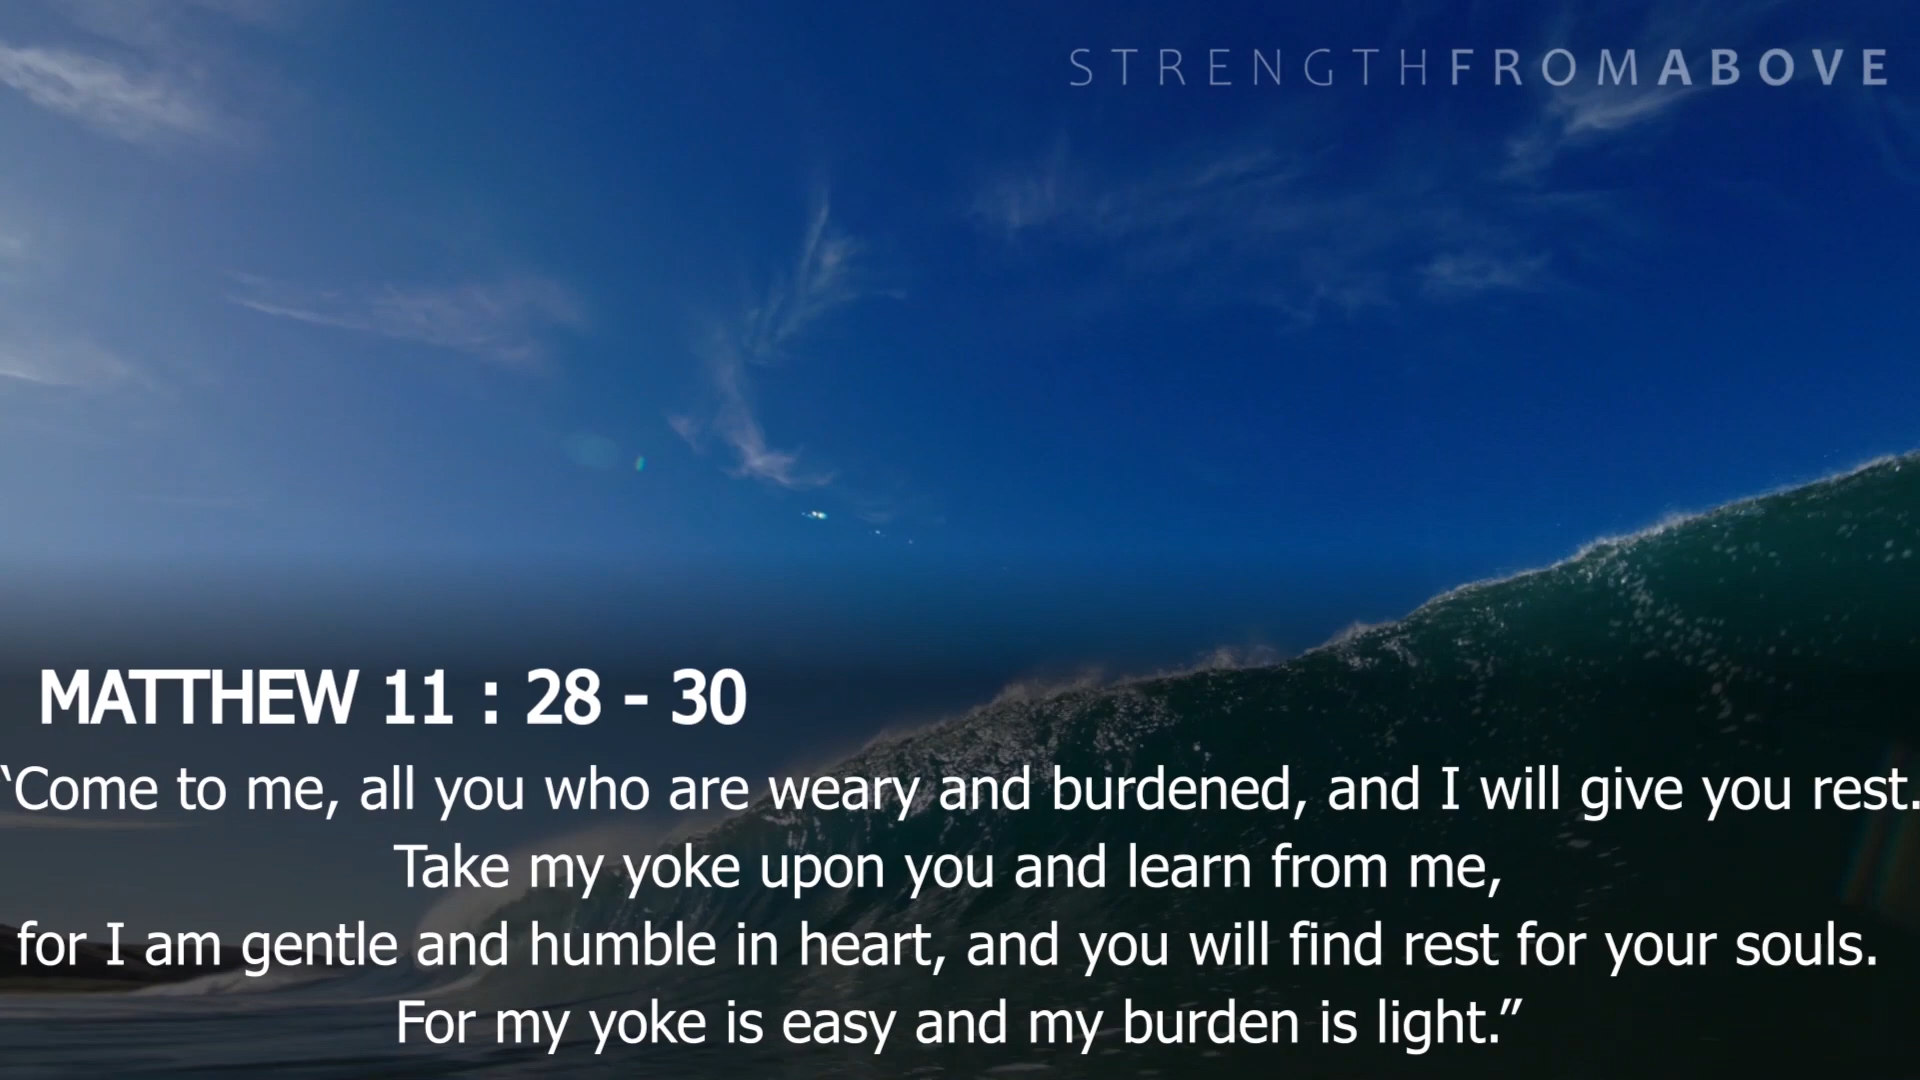 STRENGTHFROMABOVE
MATTHEW 11 : 28 - 30
“Come to me, all you who are weary and burdened, and I will give you rest.
Take my yoke upon you and learn from me,
for I am gentle and humble in heart, and you will find rest for your souls.
For my yoke is easy and my burden is light.”